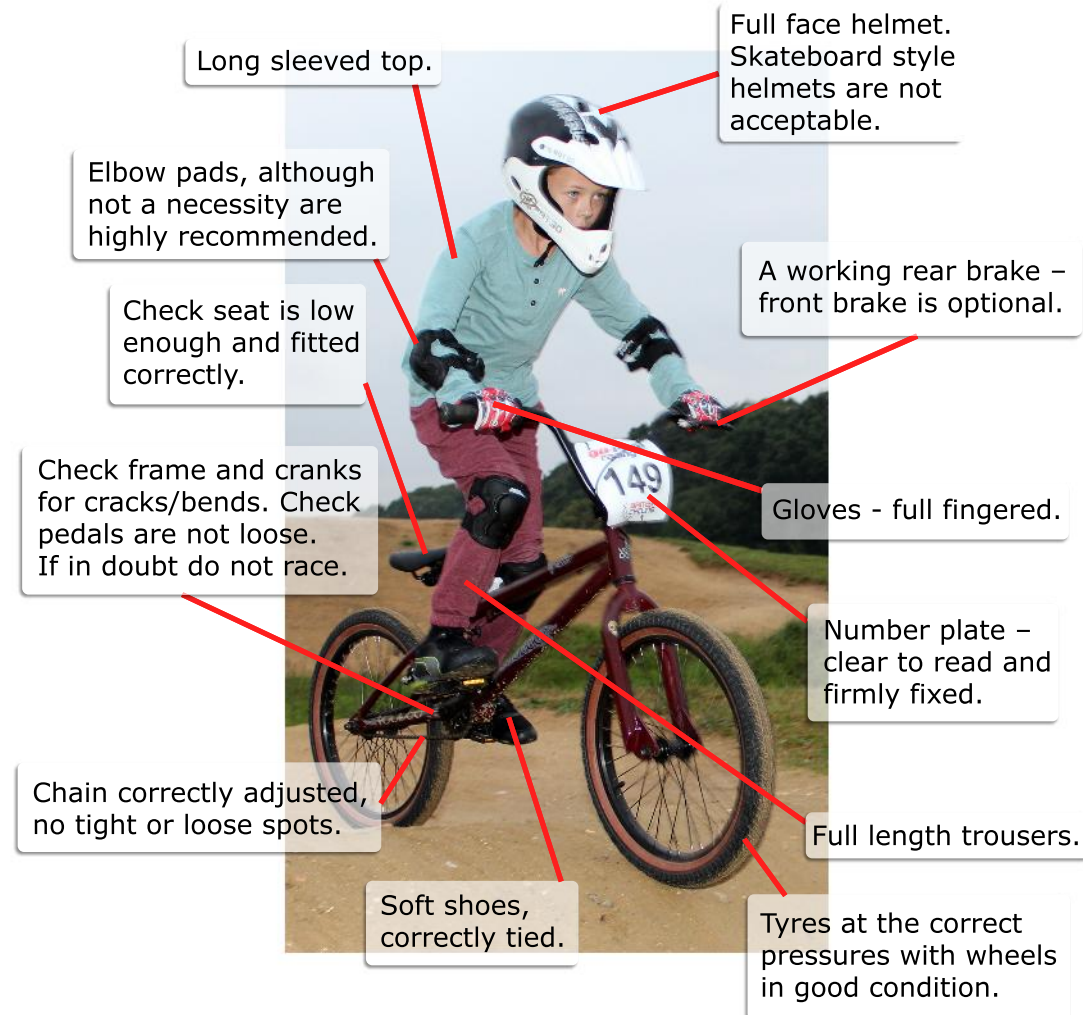 Full face helmet.
Skateboard style
helmets are not
acceptable.
Long sleeved top.
Elbow pads, although
not a necessity are
highly recommended.
A working rear brake –
front brake is optional.
Check seat is low
enough and fitted
correctly.
Check frame and cranks
for cracks/bends. Check
pedals are not loose.
If in doubt do not race.
149
Gloves - full fingered.
Number plate –
clear to read and
firmly fixed.
Chain correctly adjusted,
no tight or loose spots.
Full length trousers.
Soft shoes,
correctly tied.
Tyres at the correct
pressures with wheels
in good condition.